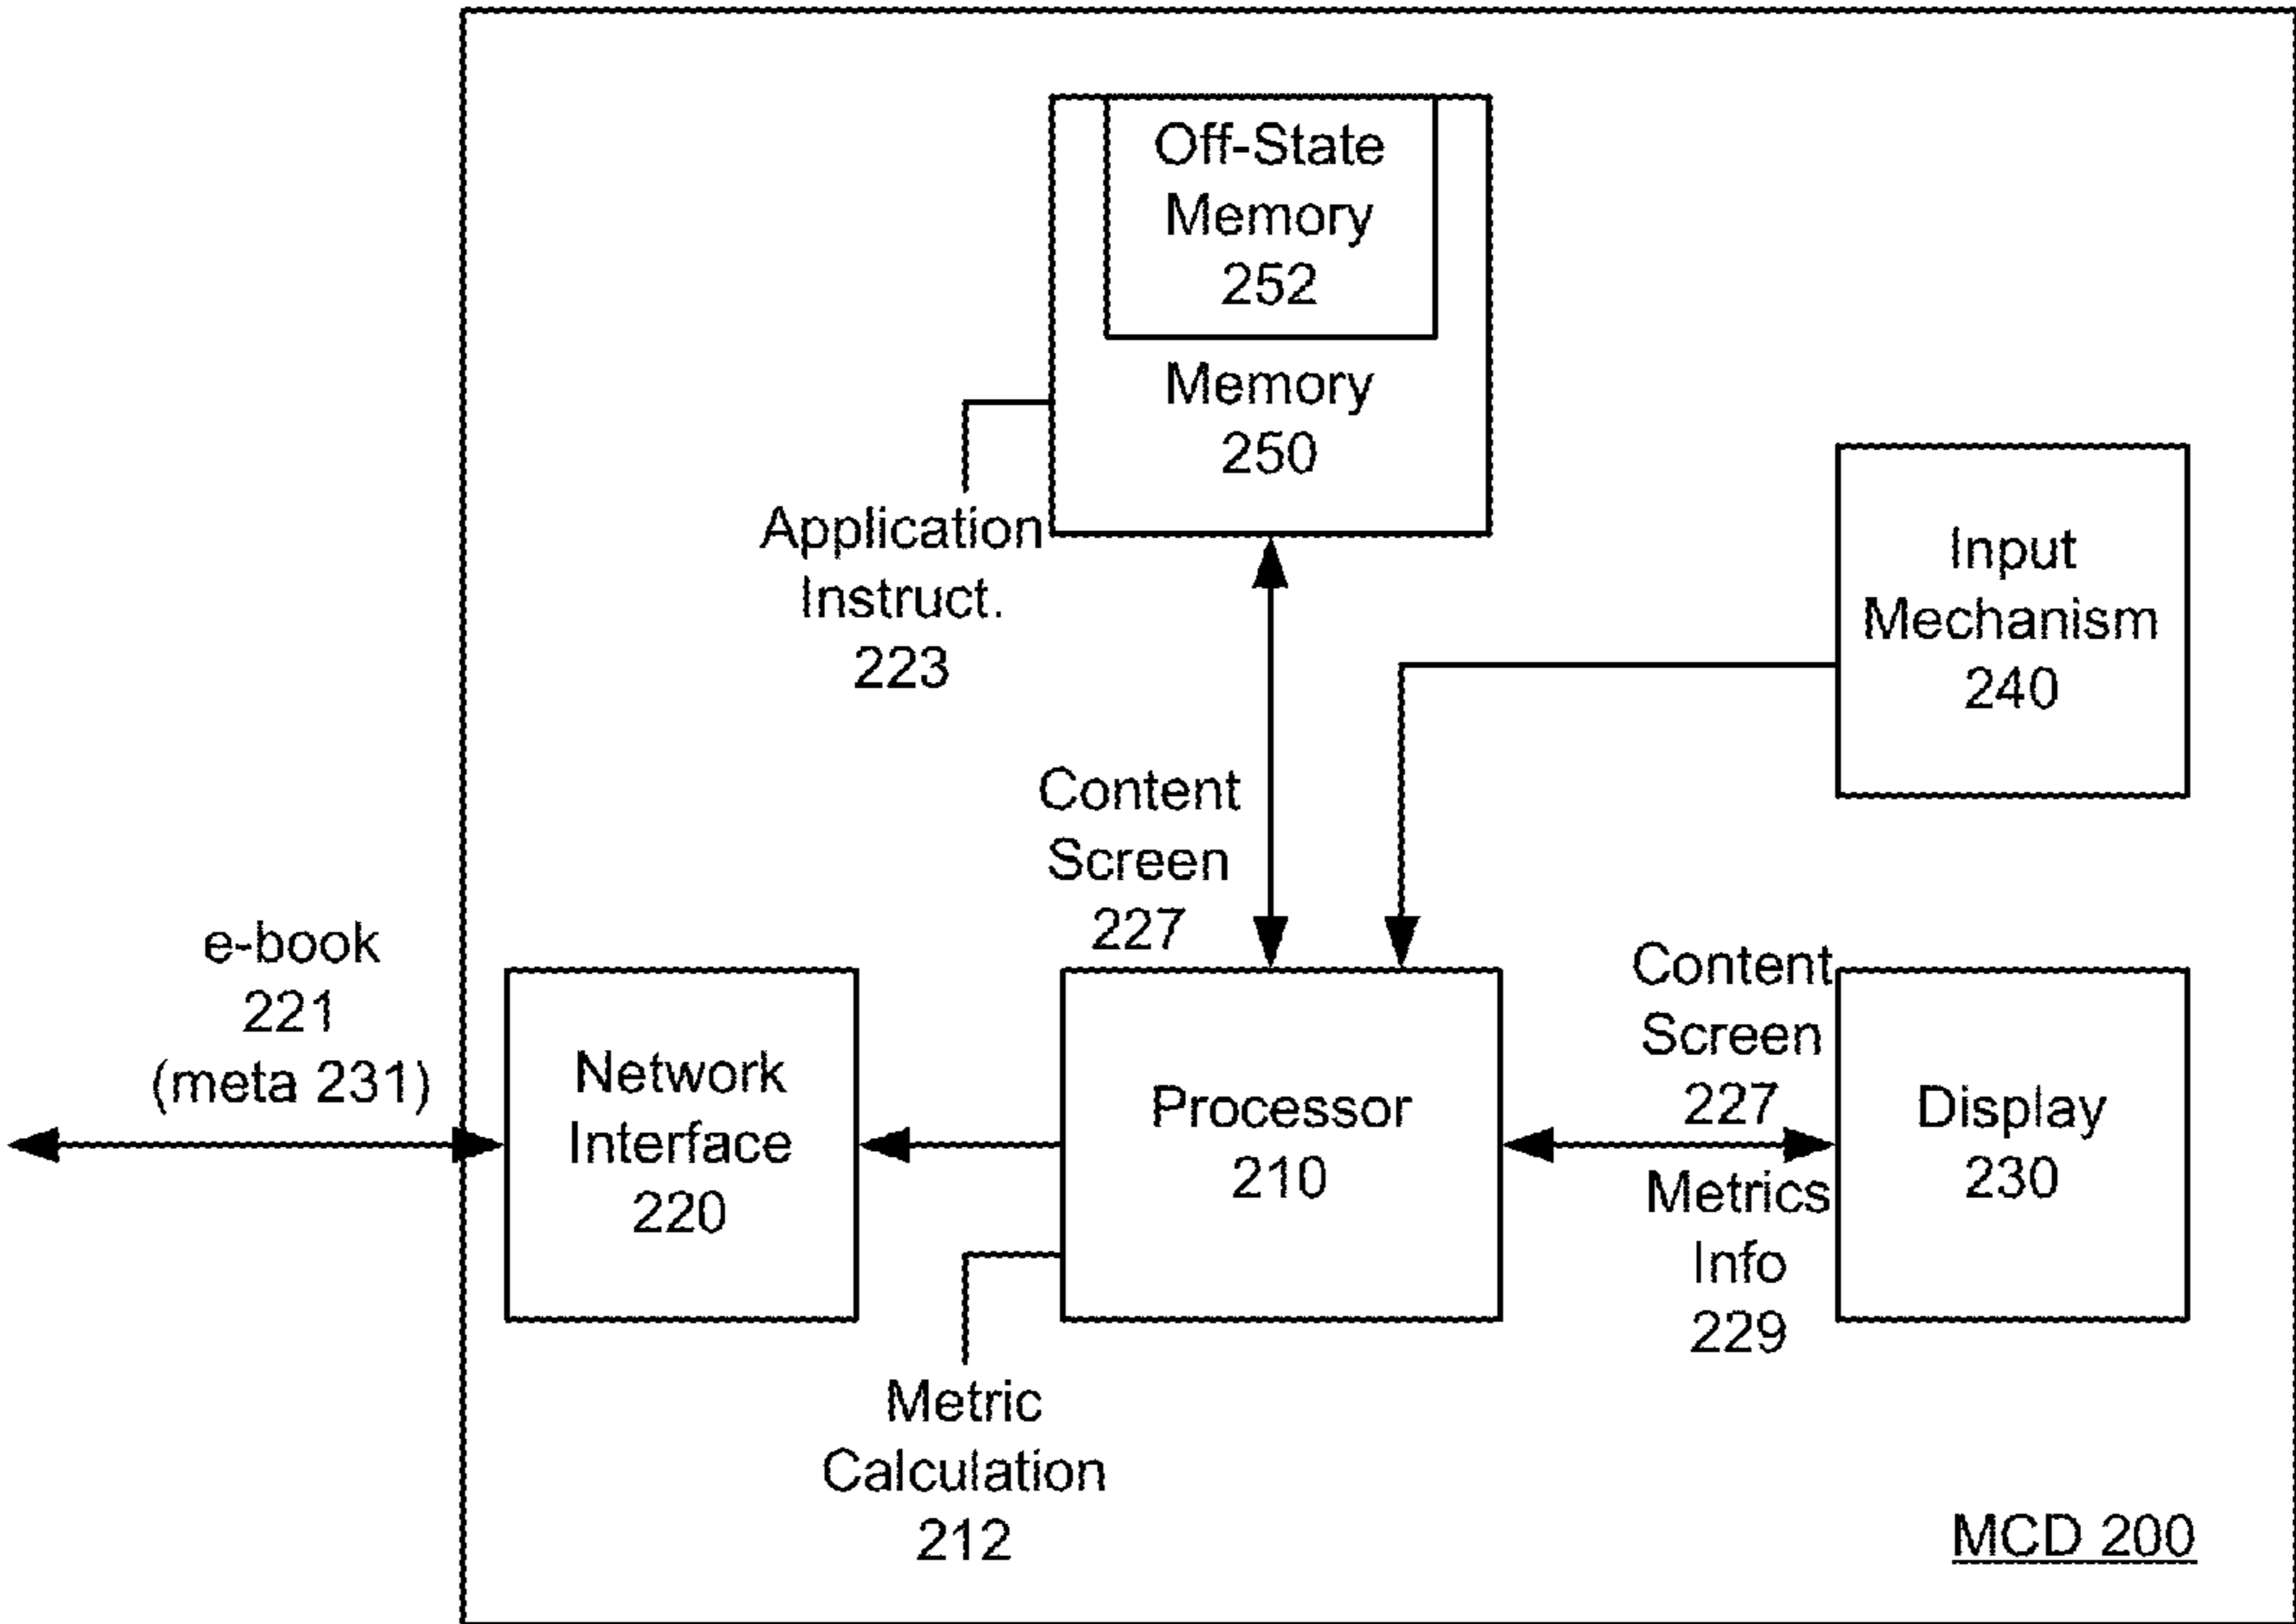 Off-State
Memory
252
Memory
250
Application
Instruct.
223
Input
Mechanism
240
Content
Screen
227
e-book
221
(meta 231)
Network
Interface
220
Processor
210
Content
Screen
227
Metrics
Info
229
Display
230
Metric
Calculation
212
MCD 200